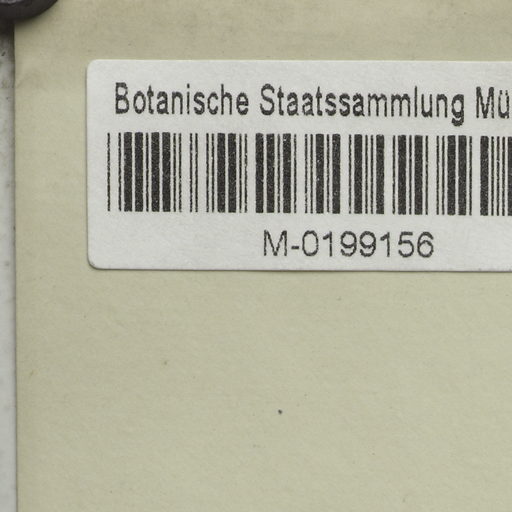 Botanische Staatssammlung Mü
M-0199156